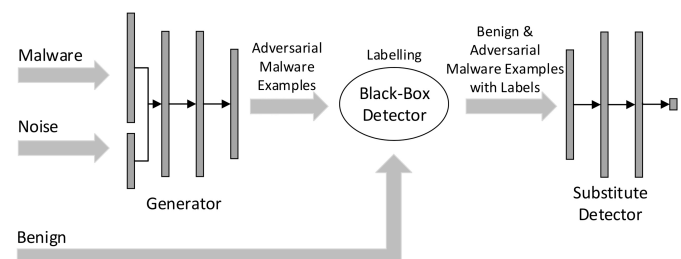 Malware
Noise
Benign
Generator
Adversarial
Malware
Examples
Labelling
Black-Box
Detector
Benign &
Adversarial
Malware Examples
with Labels
Substitute
Detector